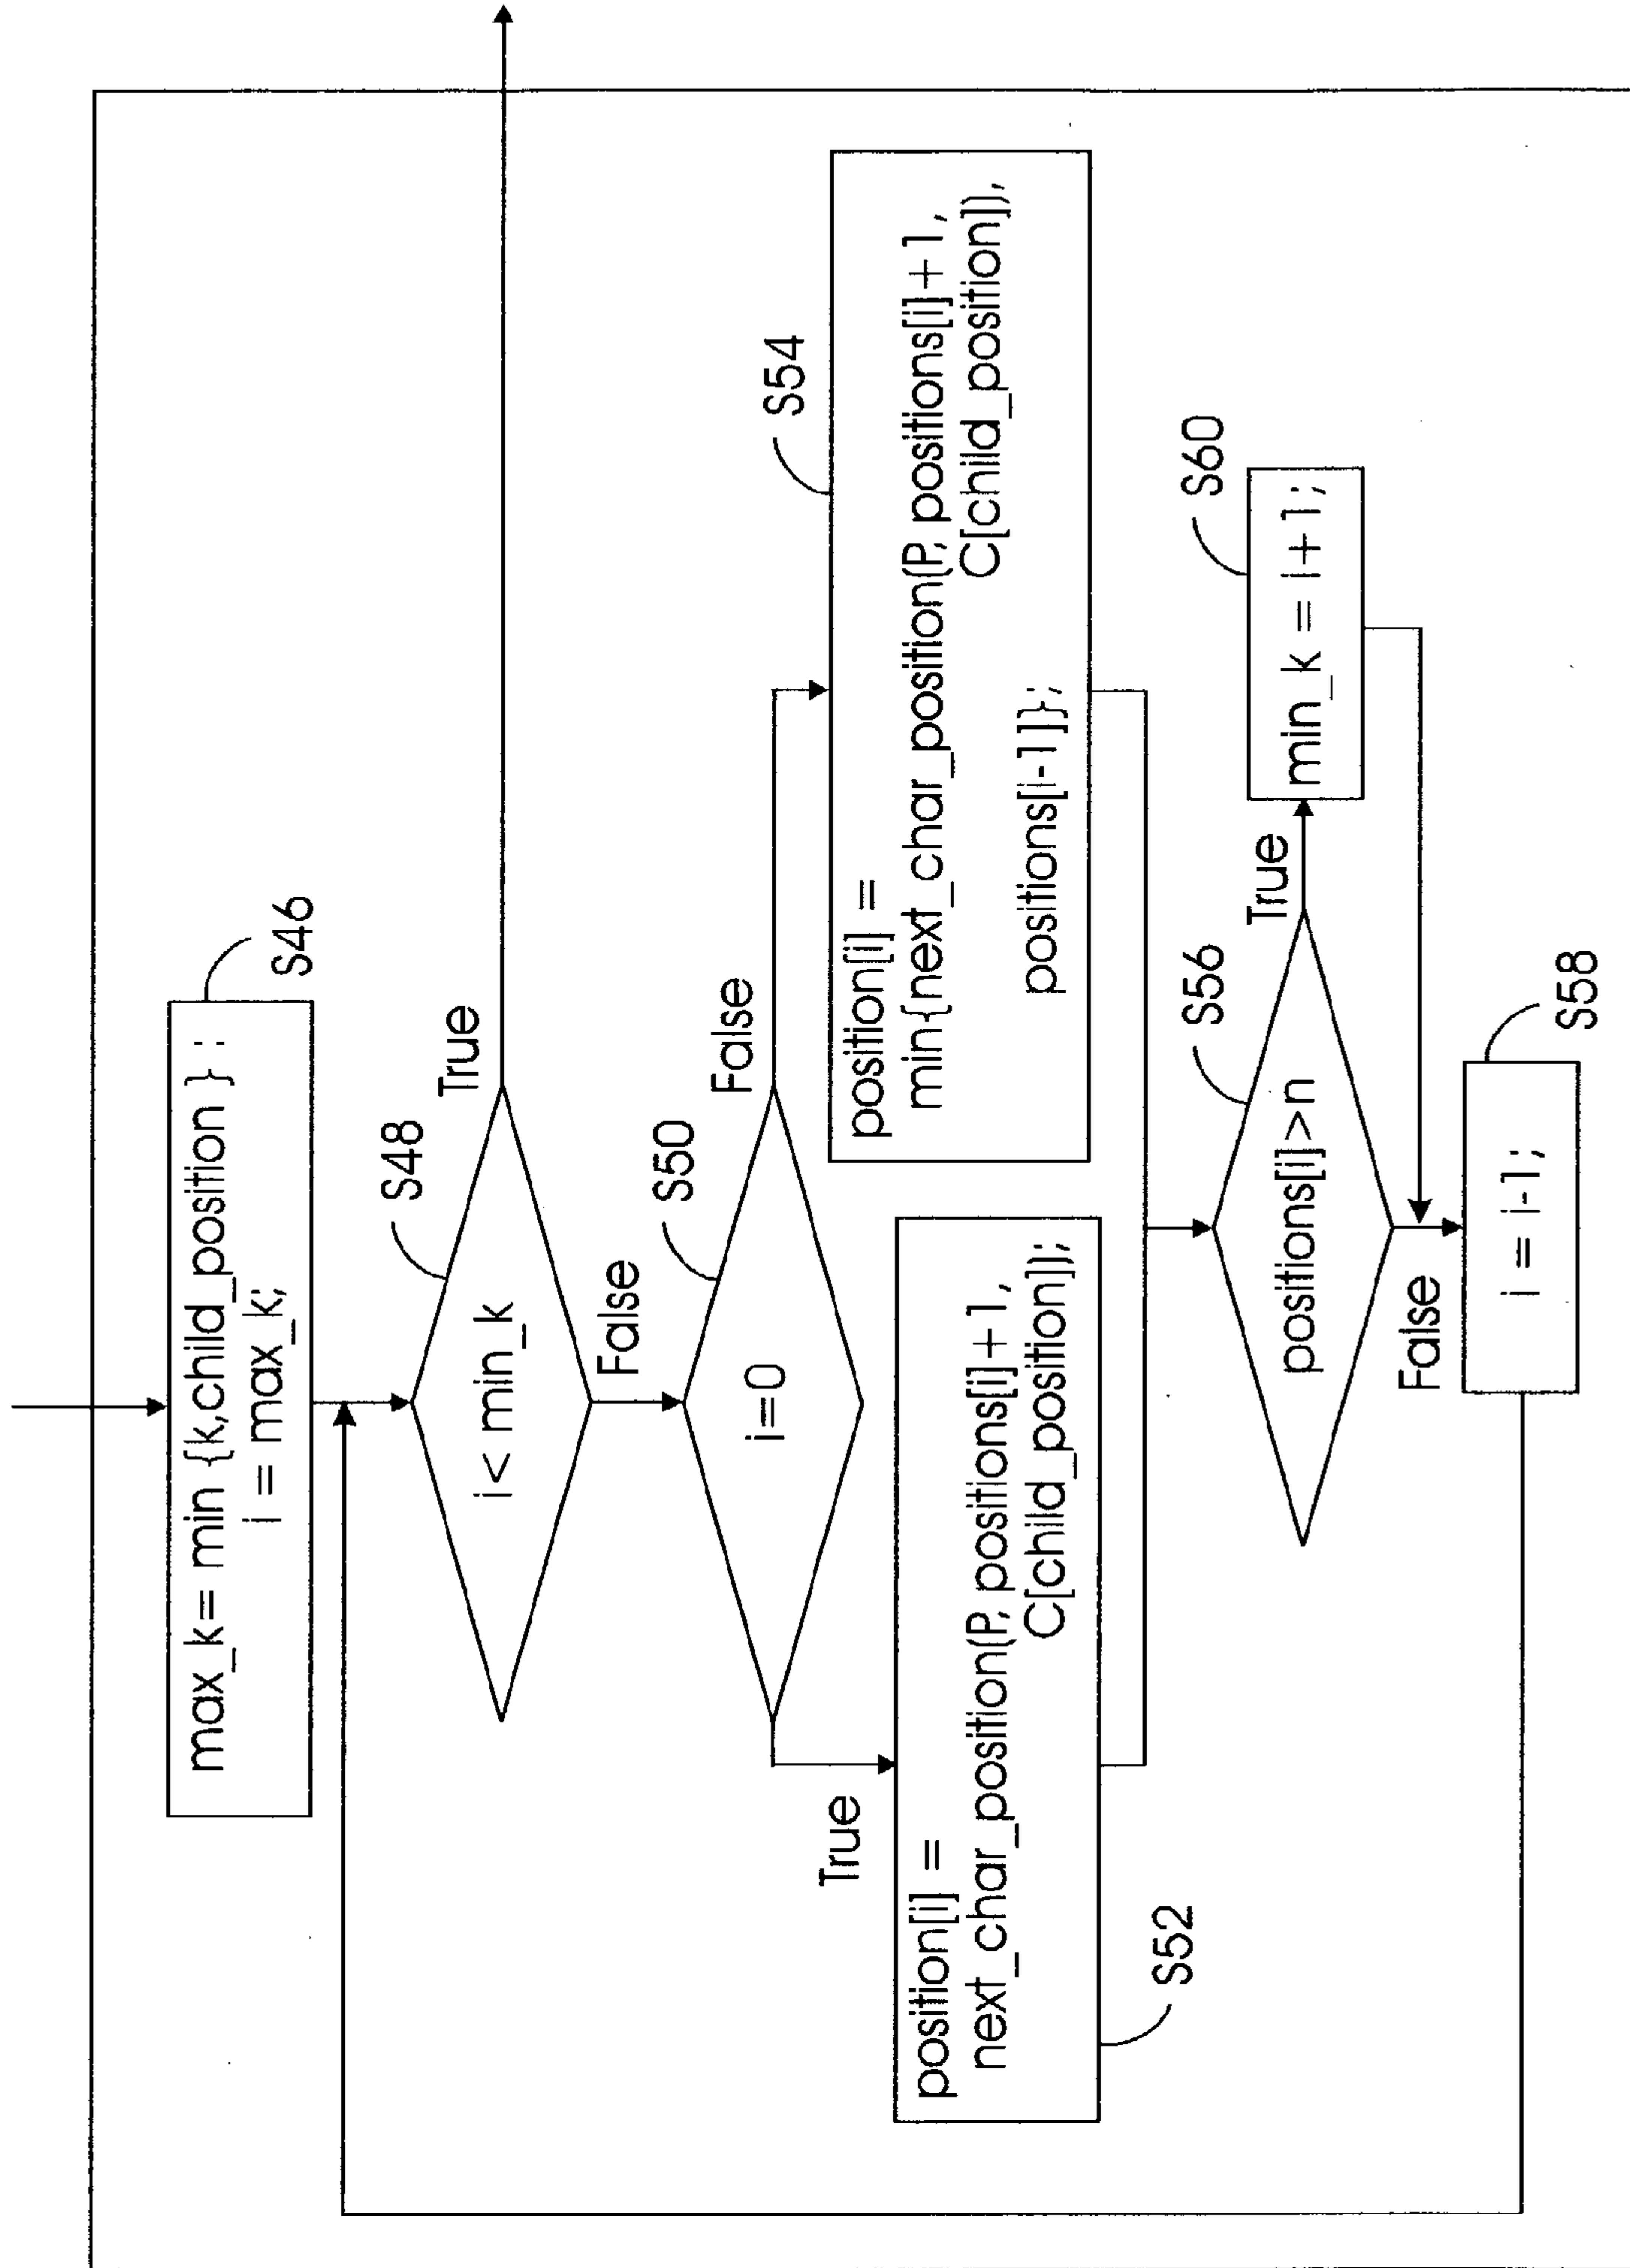 max_k= min {k,child_position } :
i = max_k;
S46
i< min_k
S48
True
False
i=0
S50
True
False
position[i] =
next_char_position(P, positions[i]+1,
C[child_position]);
S52
position[i] =
min{next_char_position(P, positions[i]+1,
C[child_position]),
positions[i-1]};
S54
positions[i]>n
S56
True
False
min_k = i+1;
S60
i = i-1;
S58